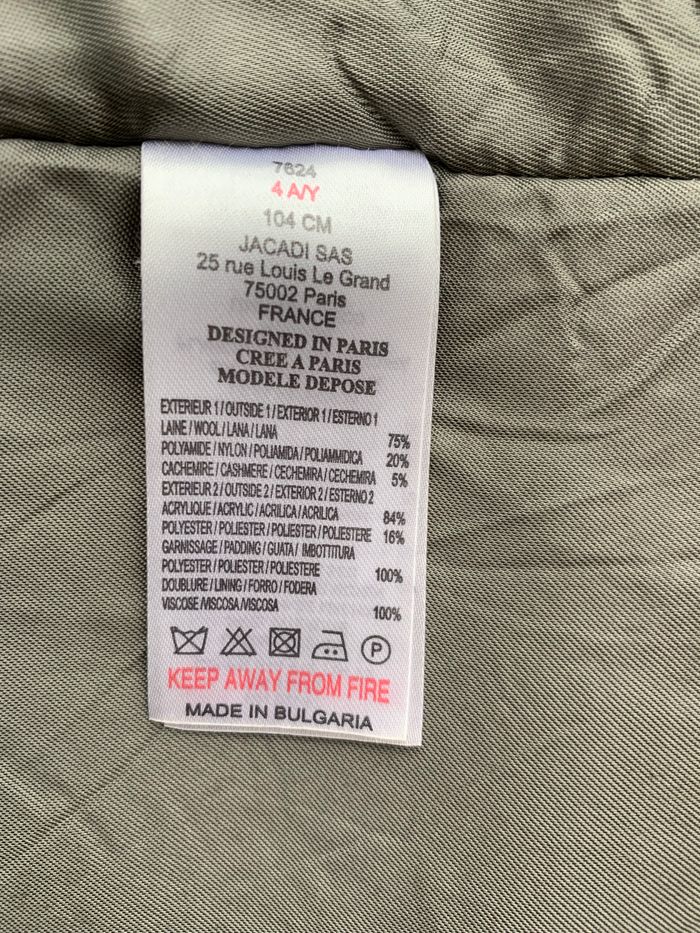 7624
4 A/Y
104 CM
JACADI SAS
25 rue Louis Le Grand
75002 Paris
FRANCE
DESIGNED IN PARIS
CREE A PARIS
MODELE DEPOSE
EXTERIEUR 1 / OUTSIDE 1 / EXTERIOR 1 / ESTERNO 1
LAINE / WOOL / LANA / LANA 75%
POLYAMIDE / NYLON / POLIAMIDA / POLIAMMIDICA 20%
CACHEMIRE / CASHMERE / CECHEMIRA / CECHEMIRA 5%
EXTERIEUR 2 / OUTSIDE 2 / EXTERIOR 2 / ESTERNO 2
ACRYLIQUE / ACRYLIC / ACRILICA / ACRILICA 84%
POLYESTER / POLIESTER / POLIESTER / POLIESTERE 16%
GARNISSAGE / PADDING / GUATA / IMBOTTITURA
POLYESTER / POLIESTER / POLIESTERE 100%
DOUBLURE / LINING / FORRO / FODERA
VISCOSE /VISCOSA /VISCOSA 100%
P
KEEP AWAY FROM FIRE
MADE IN BULGARIA